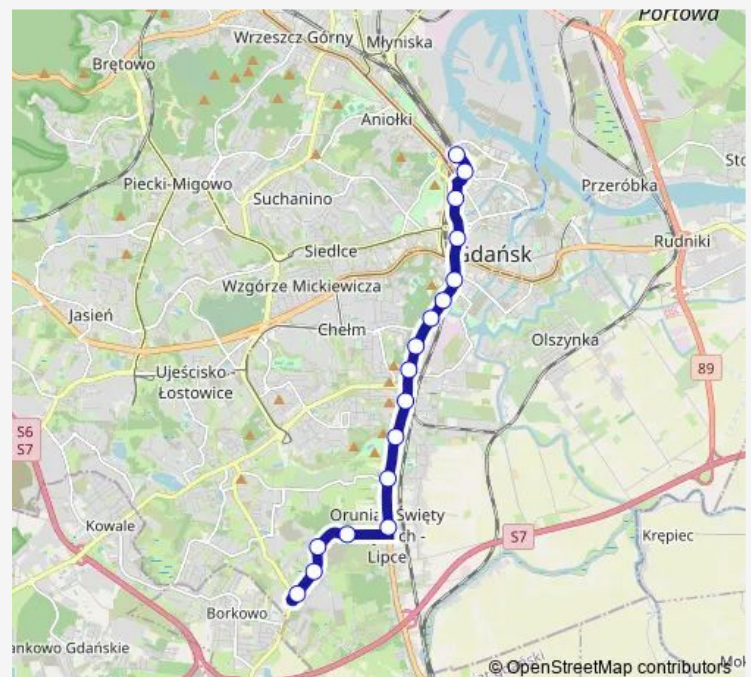 Portowa
Wrzeszcz Górny
Młyniska
Brętowo
Aniołki
Piecki-Migowo
Suchanino
Przeróbka
Sto
Siedlce
Gdańsk
Rudniki
Wzgórze Mickiewicza
Jasień
Chełm
Olszynka
Ujeścisko -
Łostowice
89
S6
S7
Orunia
Święty
ch -
Lipce
Kowale
S7
Krępiec
Borkowo
ankowo Gdańskie
© OpenStreetMap contributors